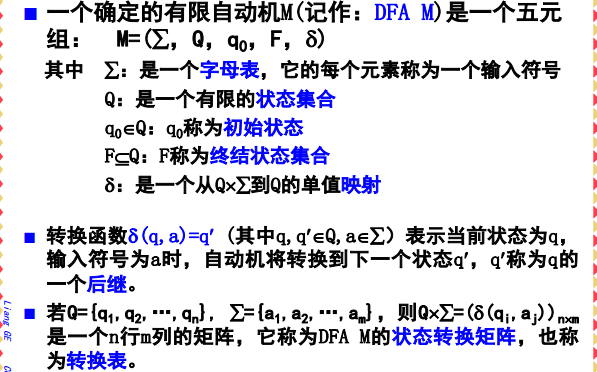 ■ 一个确定的有限自动机M(记作: DFA M)是一个五元
组: M=(∑, Q, q₀, F, δ)
其中 ∑: 是一个字母表, 它的每个元素称为一个输入符号
Q: 是一个有限的状态集合
q₀∈Q: q₀称为初始状态
F⊆Q: F称为终结状态集合
δ: 是一个从Q×∑到Q的单值映射
■ 转换函数δ(q,a)=q′ (其中q,q′∈Q,a∈∑) 表示当前状态为q,
输入符号为a时, 自动机将转换到下一个状态q′, q′称为q的
一个后继。
■ 若Q={q₁,q₂,…,qₙ}, ∑={a₁,a₂,…,aₘ}, 则Q×∑=(δ(qᵢ,aⱼ))ₙ×ₘ
是一个n行m列的矩阵, 它称为DFA M的状态转换矩阵, 也称
为转换表。
Liang GE